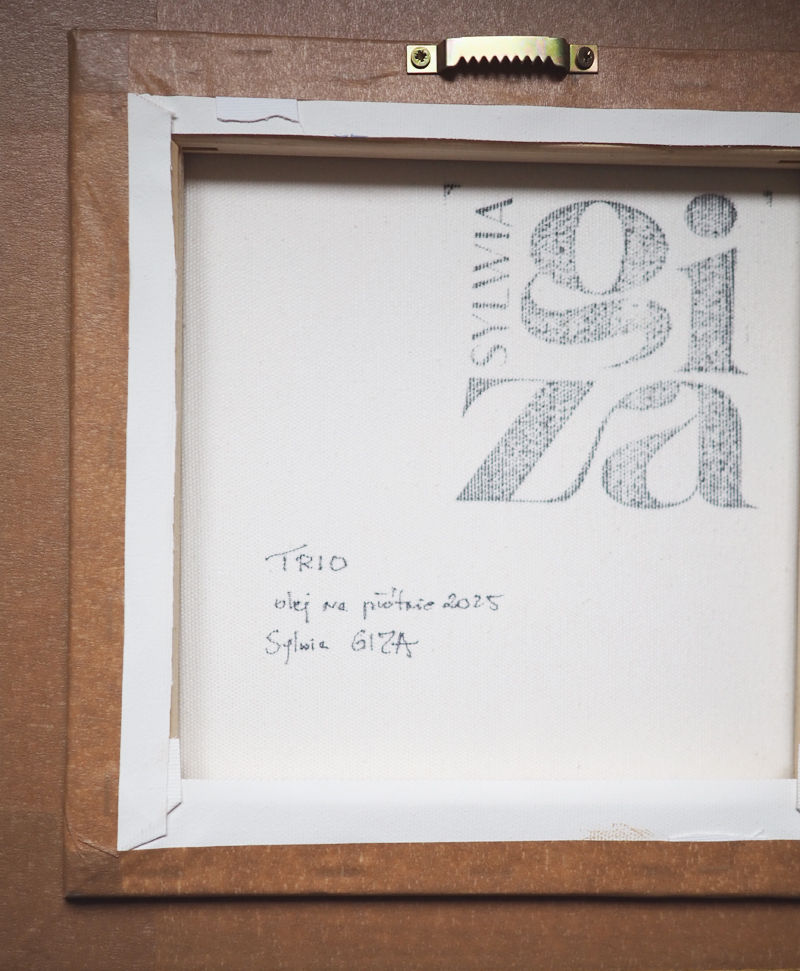 SYLWIA
gi
za
TRIO
olej na płótnie 2025
Sylwia GIZA